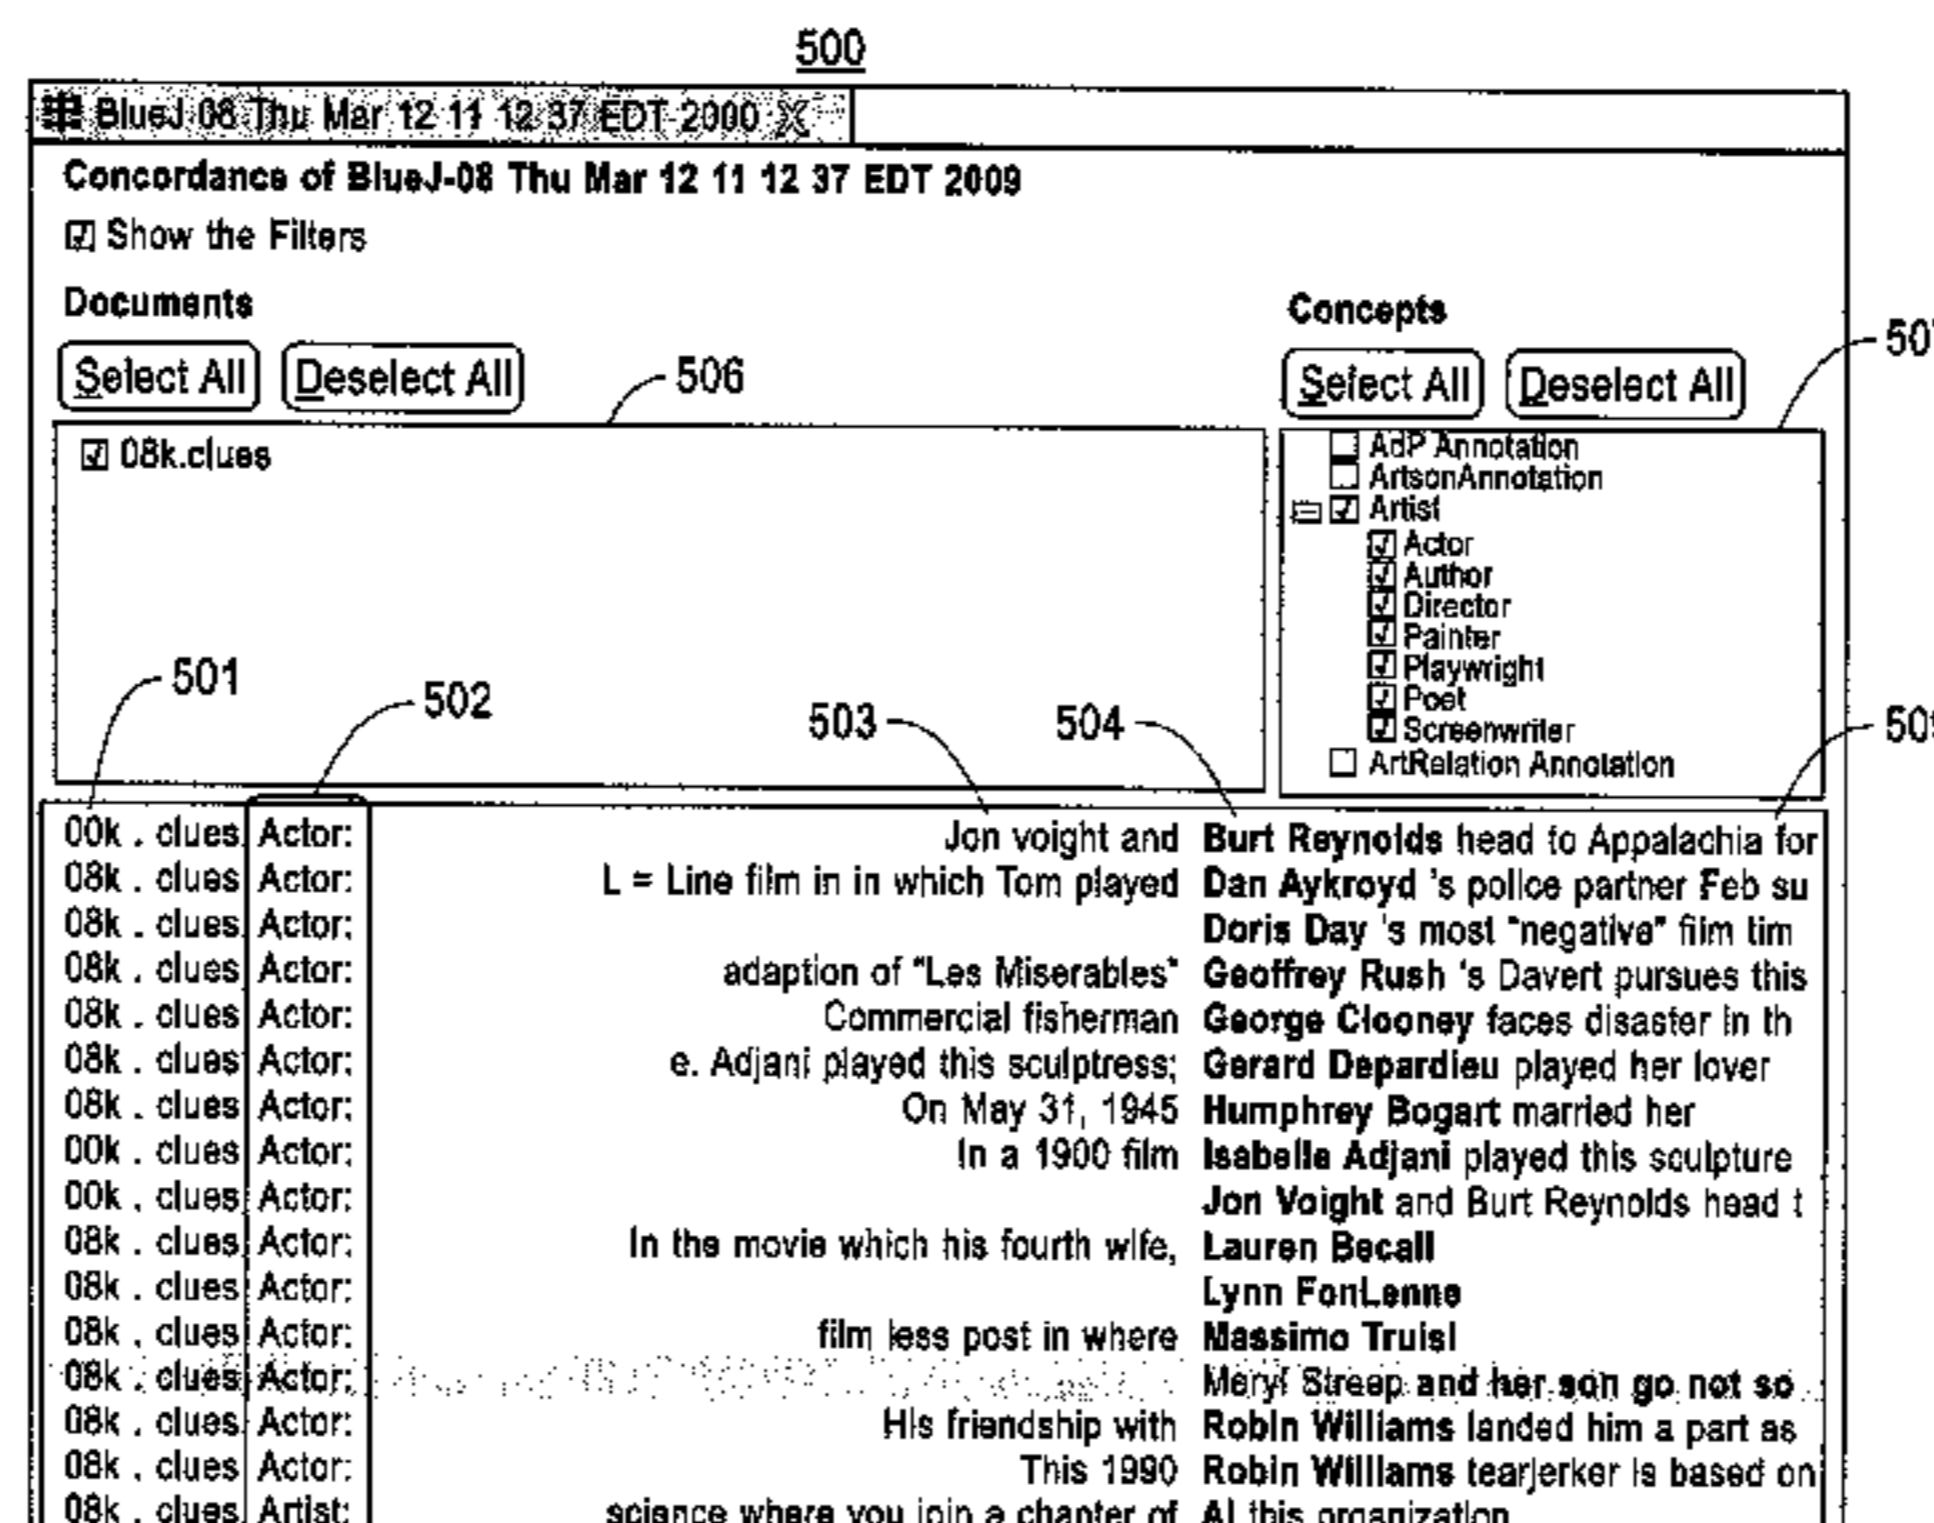 500
BlueJ-08 Thu Mar 12 11 12 37 EDT 2000 X
Concordance of BlueJ-08 Thu Mar 12 11 12 37 EDT 2009
Show the Filters
Documents
Concepts
Select All Deselect All
506
Select All Deselect All
08k.clues
AdP Annotation
ArtsonAnnotation
Artist
Actor
Author
Director
Painter
Playwright
Poet
Screenwriter
ArtRelation Annotation
501
502
503
504
00k . clues Actor: Jon voight and Burt Reynolds head to Appalachia for
08k . clues Actor: L = Line film in in which Tom played Dan Aykroyd 's police partner Feb su
08k . clues Actor: Doris Day 's most "negative" film tim
08k . clues Actor: adaption of "Les Miserables" Geoffrey Rush 's Davert pursues this
08k . clues Actor: Commercial fisherman George Clooney faces disaster in th
08k . clues Actor: e. Adjani played this sculptress; Gerard Depardieu played her lover
08k . clues Actor: On May 31, 1945 Humphrey Bogart married her
00k . clues Actor: In a 1900 film Isabelle Adjani played this sculpture
00k . clues Actor: Jon Voight and Burt Reynolds head t
08k . clues Actor: In the movie which his fourth wife, Lauren Becall
08k . clues Actor: Lynn FonLenne
08k . clues Actor: film less post in where Massimo Truisi
08k . clues Actor: Meryl Streep and her son go not so
08k . clues Actor: His friendship with Robin Williams landed him a part as
08k . clues Actor: This 1990 Robin Williams tearjerker is based on
08k . clues Artist: science where you join a chapter of Al this organization